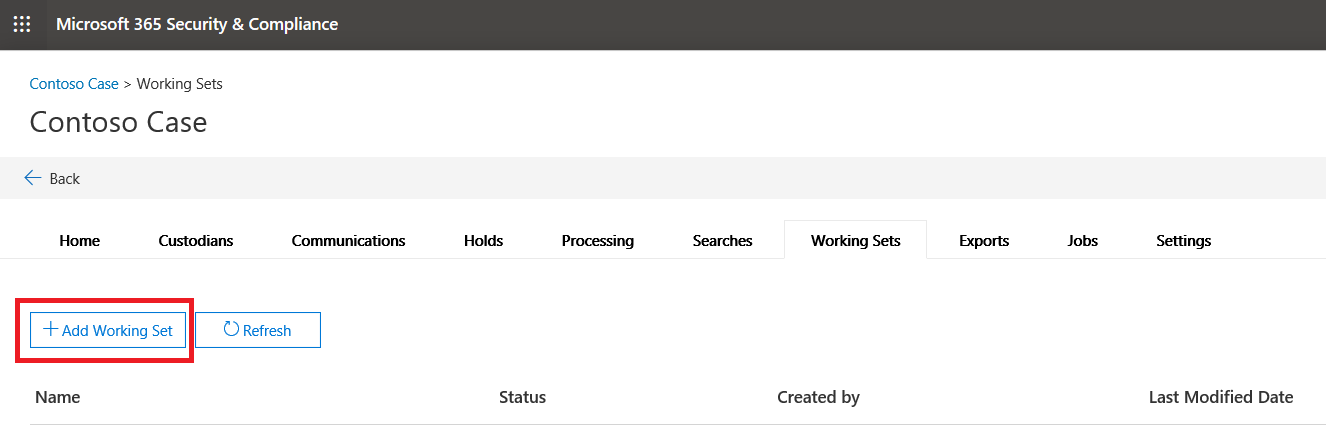 Microsoft 365 Security & Compliance
Contoso Case > Working Sets
Contoso Case
Back
Home Custodians Communications Holds Processing Searches Working Sets Exports Jobs Settings
Add Working Set Refresh
Name Status Created by Last Modified Date